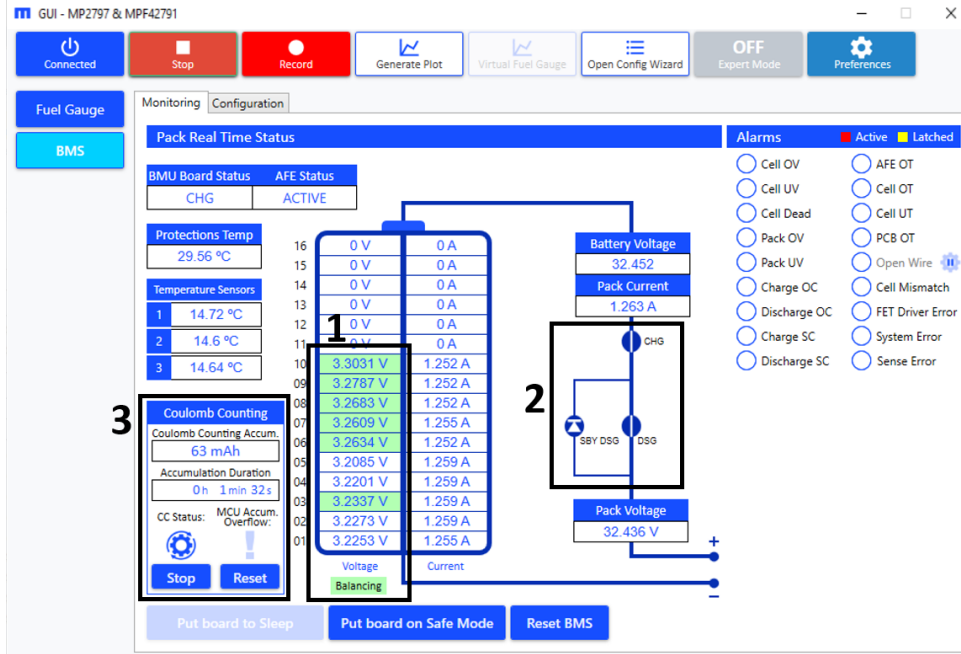 GUI - MP2797 & MPF42791
Connected
Stop
Record
Generate Plot
Virtual Fuel Gauge
Open Config Wizard
OFF
Expert Mode
Preferences
Fuel Gauge
BMS
Monitoring Configuration
Pack Real Time Status
BMU Board Status AFE Status
CHG ACTIVE
Protections Temp
29.56 ºC
Temperature Sensors
1 14.72 ºC
2 14.6 ºC
3 14.64 ºC
3
Coulomb Counting
Coulomb Counting Accum.
63 mAh
Accumulation Duration
0 h 1 min 32 s
CC Status: MCU Accum.
Overflow:
Stop Reset
1
16 0 V 0 A
15 0 V 0 A
14 0 V 0 A
13 0 V 0 A
12 0 V 0 A
11 0 V 0 A
10 3.3031 V 1.252 A
09 3.2787 V 1.252 A
08 3.2683 V 1.252 A
07 3.2609 V 1.255 A
06 3.2634 V 1.252 A
05 3.2085 V 1.259 A
04 3.2201 V 1.259 A
03 3.2337 V 1.259 A
02 3.2273 V 1.259 A
01 3.2253 V 1.255 A
Voltage Current
Balancing
Battery Voltage
32.452
Pack Current
1.263 A
2
CHG
SBY DSG DSG
Pack Voltage
32.436 V
+
−
Alarms Active Latched
Cell OV AFE OT
Cell UV Cell OT
Cell Dead Cell UT
Pack OV PCB OT
Pack UV Open Wire
Charge OC Cell Mismatch
Discharge OC FET Driver Error
Charge SC System Error
Discharge SC Sense Error
Put board to Sleep Put board on Safe Mode Reset BMS